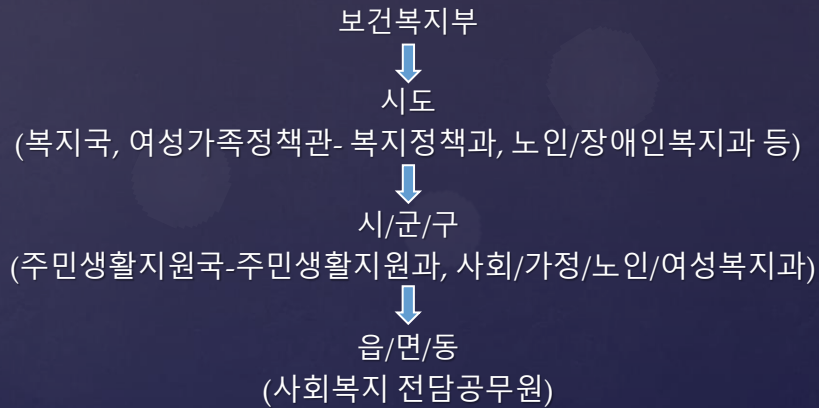 보건복지부
시도
(복지국, 여성가족정책관- 복지정책과, 노인/장애인복지과 등)
시/군/구
(주민생활지원국-주민생활지원과, 사회/가정/노인/여성복지과)
읍/면/동
(사회복지 전담공무원)